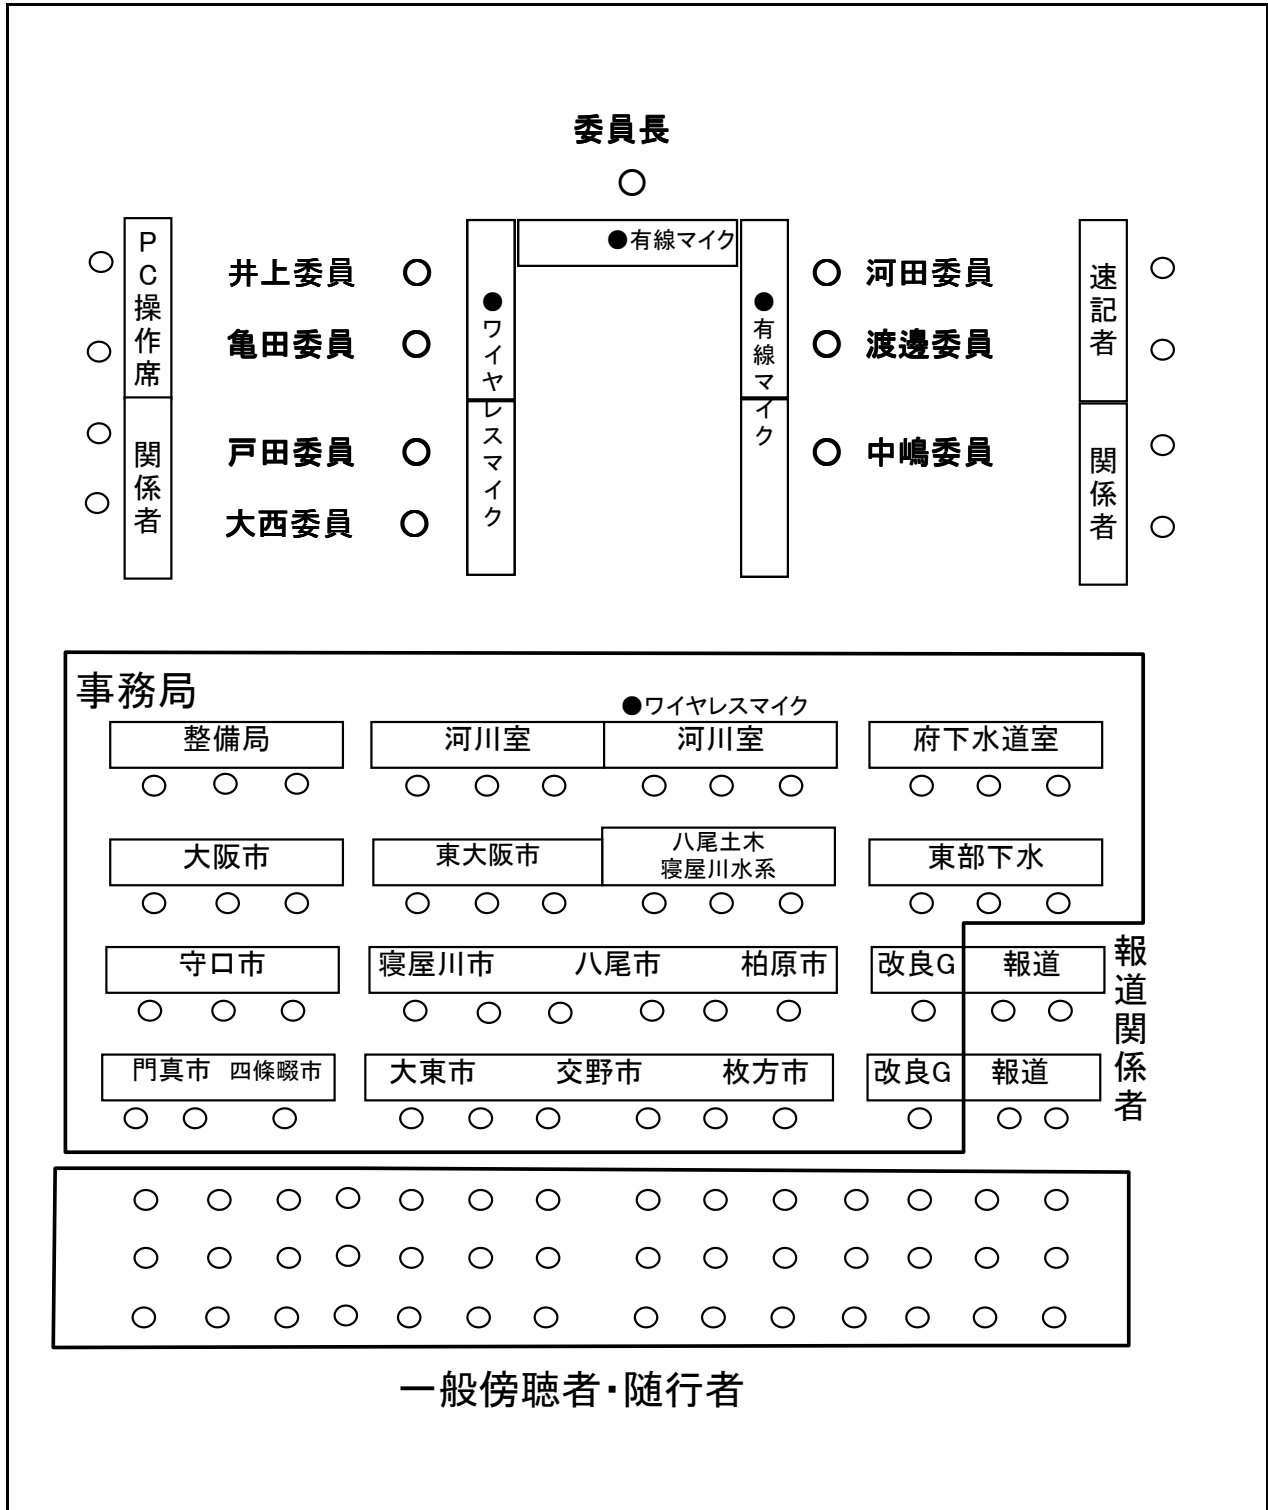 委員長
●有線マイク
PC操作席
井上委員
●ワイヤレスマイク
●有線マイク
河田委員
速記者
亀田委員
渡邊委員
関係者
戸田委員
中嶋委員
関係者
大西委員
事務局
●ワイヤレスマイク
整備局 河川室 河川室 府下水道室
大阪市 東大阪市 八尾土木 東部下水
寝屋川水系
守口市 寝屋川市 八尾市 柏原市 改良G 報道
報道関係者
門真市 四條畷市 大東市 交野市 枚方市 改良G 報道
一般傍聴者・随行者